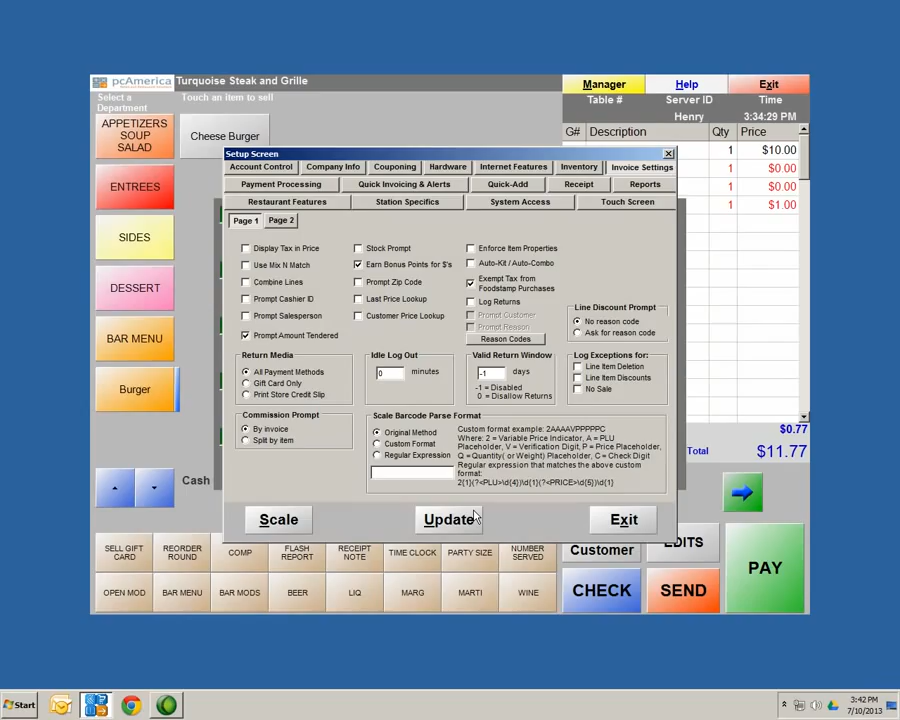 pcAmerica
Turquoise Steak and Grille
Manager
Help
Exit
Select a
Department
Touch an item to sell
Table #
Server ID
Time
Henry
3:34:29 PM
G#
Description
Qty
Price
APPETIZERS
SOUP
SALAD
Cheese Burger
1
$10.00
1
$0.00
1
$0.00
1
$1.00
ENTREES
SIDES
DESSERT
BAR MENU
Burger
Cash
Setup Screen
Account Control
Company Info
Couponing
Hardware
Internet Features
Inventory
Invoice Settings
Payment Processing
Quick Invoicing & Alerts
Quick-Add
Receipt
Reports
Restaurant Features
Station Specifics
System Access
Touch Screen
Page 1
Page 2
Display Tax in Price
Stock Prompt
Enforce Item Properties
Use Mix N Match
Earn Bonus Points for $'s
Auto-Kit / Auto-Combo
Combine Lines
Prompt Zip Code
Exempt Tax from
Foodstamp Purchases
Prompt Cashier ID
Last Price Lookup
Log Returns
Prompt Salesperson
Customer Price Lookup
Prompt Customer
Prompt Reason
Prompt Amount Tendered
Reason Codes
Line Discount Prompt
No reason code
Ask for reason code
Return Media
All Payment Methods
Gift Card Only
Print Store Credit Slip
Idle Log Out
0
minutes
Valid Return Window
-1
days
-1 = Disabled
0 = Disallow Returns
Log Exceptions for:
Line Item Deletion
Line Item Discounts
No Sale
Commission Prompt
By invoice
Split by item
Scale Barcode Parse Format
Original Method
Custom Format
Regular Expression
Custom format example: 2AAAAVPPPPPC
Where: 2 = Variable Price Indicator, A = PLU
Placeholder, V = Verification Digit, P = Price Placeholder,
Q = Quantity( or Weight) Placeholder, C = Check Digit
Regular expression that matches the above custom
format:
2{1}(?<PLU>\d{4})\d{1}(?<PRICE>\d{5})\d{1}
Scale
Update
Exit
$0.77
Total
$11.77
SELL GIFT
CARD
REORDER
ROUND
COMP
FLASH
REPORT
RECEIPT
NOTE
TIME CLOCK
PARTY SIZE
NUMBER
SERVED
Customer
EDITS
PAY
OPEN MOD
BAR MENU
BAR MODS
BEER
LIQ
MARG
MARTI
WINE
CHECK
SEND
Start
3:42 PM
7/10/2013